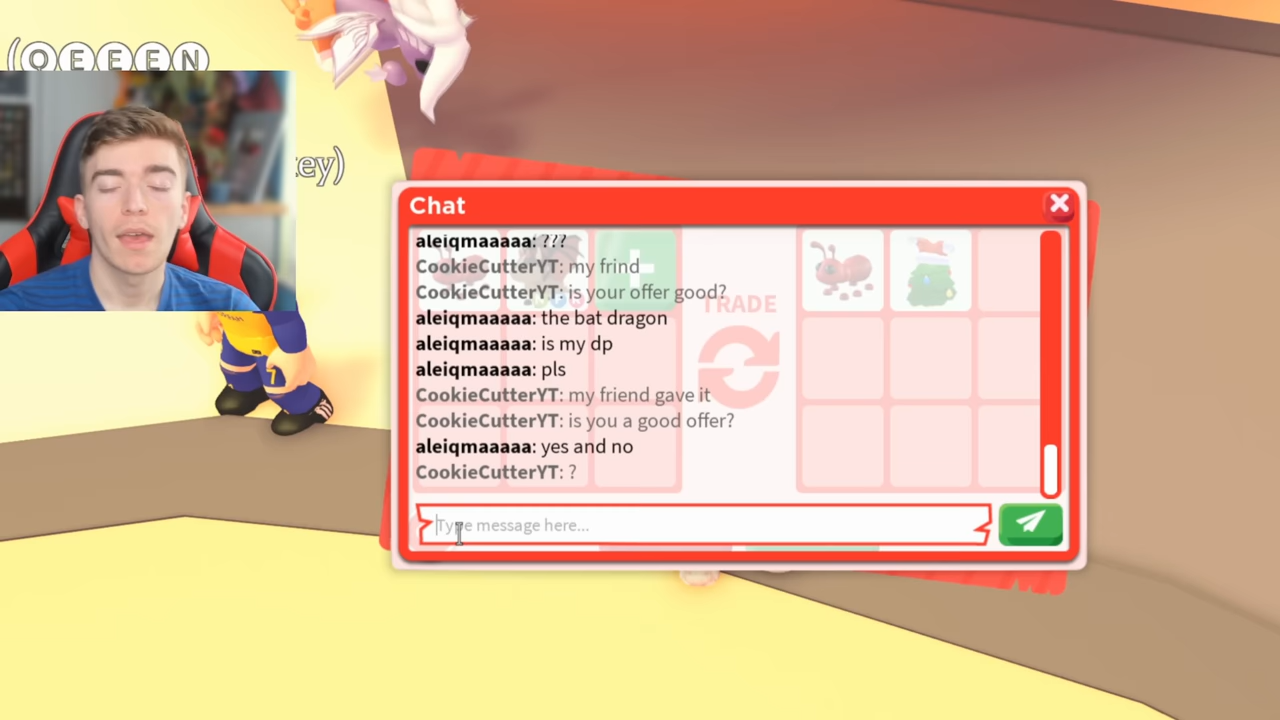 (QEEEN
ey)
Chat
aleiqmaaaaa: ???
CookieCutterYT: my frind
CookieCutterYT: is your offer good?
TRADE
aleiqmaaaaa: the bat dragon
aleiqmaaaaa: is my dp
aleiqmaaaaa: pls
CookieCutterYT: my friend gave it
CookieCutterYT: is you a good offer?
aleiqmaaaaa: yes and no
CookieCutterYT: ?
Type message here...
7